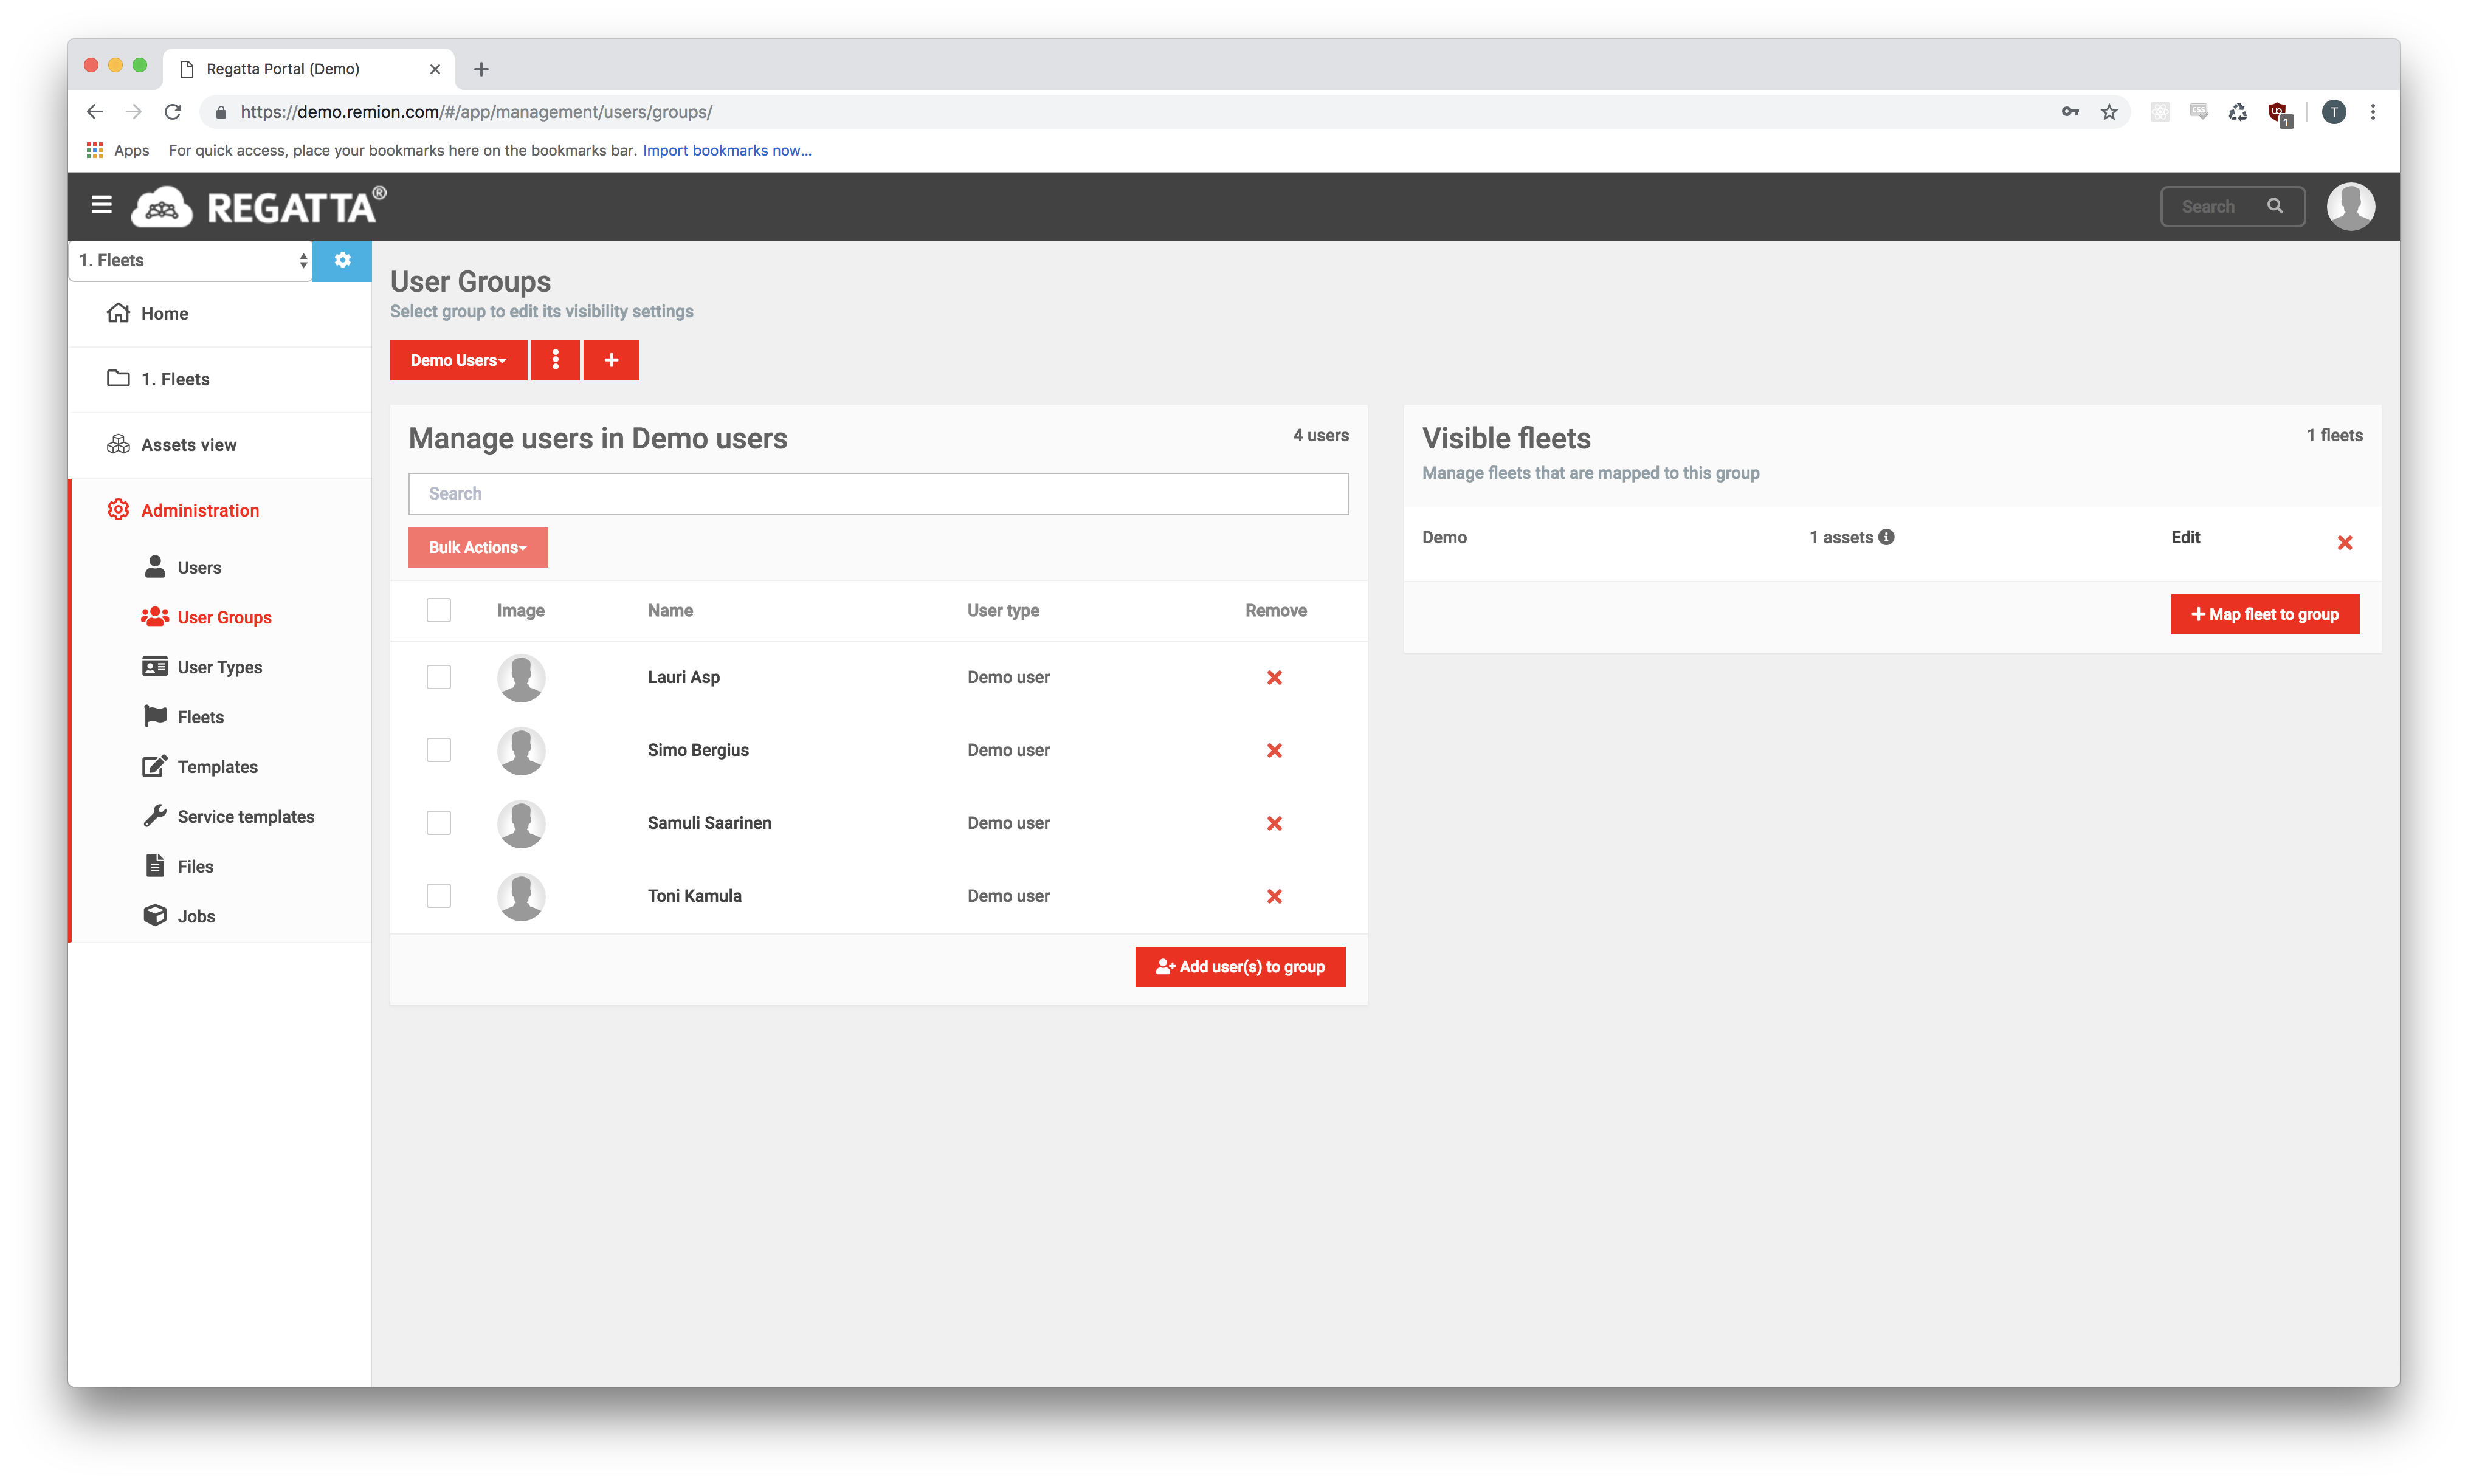 Regatta Portal (Demo)
https://demo.remion.com/#/app/management/users/groups/
T
1
Apps For quick access, place your bookmarks here on the bookmarks bar. Import bookmarks now...
REGATTA®
Search
1. Fleets
Home
1. Fleets
Assets view
Administration
Users
User Groups
User Types
Fleets
Templates
Service templates
Files
Jobs
User Groups
Select group to edit its visibility settings
Demo Users
Manage users in Demo users 4 users
Search
Bulk Actions
Image Name User type Remove
Lauri Asp Demo user
Simo Bergius Demo user
Samuli Saarinen Demo user
Toni Kamula Demo user
Add user(s) to group
Visible fleets 1 fleets
Manage fleets that are mapped to this group
Demo 1 assets Edit
Map fleet to group